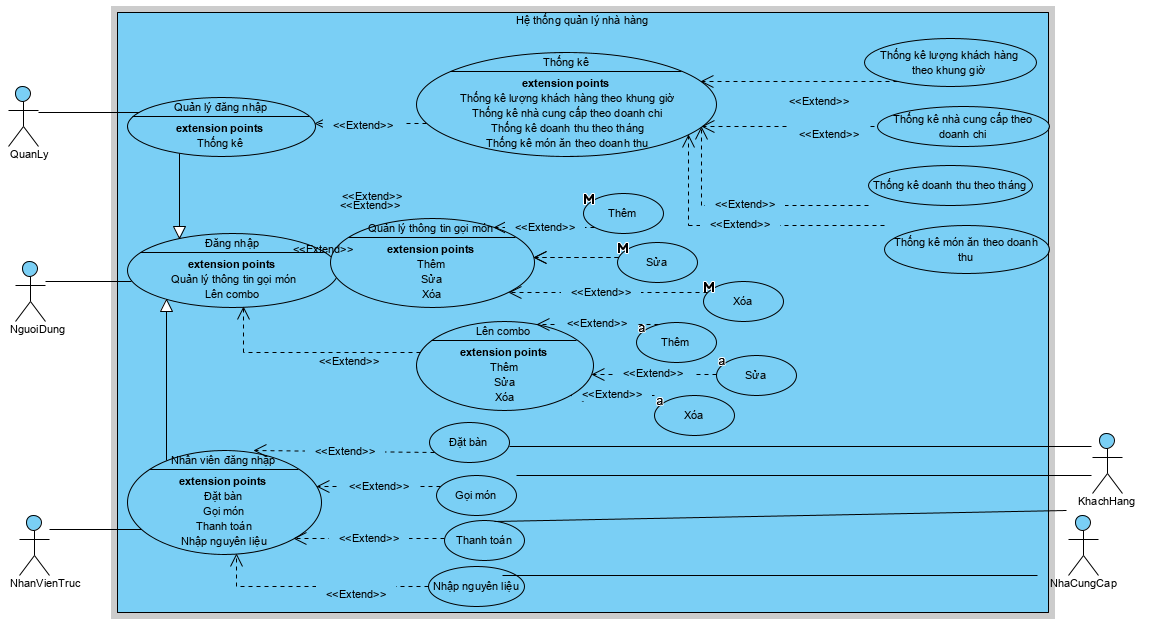 Hệ thống quản lý nhà hàng
Thống kê
extension points
Thống kê lượng khách hàng theo khung giờ
Thống kê nhà cung cấp theo doanh chi
Thống kê doanh thu theo tháng
Thống kê món ăn theo doanh thu
Thống kê lượng khách hàng
theo khung giờ
<<Extend>>
Thống kê nhà cung cấp theo
doanh chi
<<Extend>>
Thống kê doanh thu theo tháng
<<Extend>>
Thống kê món ăn theo doanh
thu
<<Extend>>
QuanLy
Quản lý đăng nhập
extension points
Thống kê
<<Extend>>
<<Extend>>
<<Extend>>
Quản lý thông tin gọi món
extension points
Thêm
Sửa
Xóa
<<Extend>>
M
Thêm
M
Sửa
<<Extend>>
M
Xóa
Đăng nhập
extension points
Quản lý thông tin gọi món
Lên combo
<<Extend>>
NguoiDung
Lên combo
extension points
Thêm
Sửa
Xóa
<<Extend>>
<<Extend>>
a
Thêm
<<Extend>>
a
Sửa
<<Extend>>
a
Xóa
Nhân viên đăng nhập
extension points
Đặt bàn
Gọi món
Thanh toán
Nhập nguyên liệu
<<Extend>>
Đặt bàn
<<Extend>>
Gọi món
<<Extend>>
Thanh toán
<<Extend>>
Nhập nguyên liệu
KhachHang
NhanVienTruc
NhaCungCap